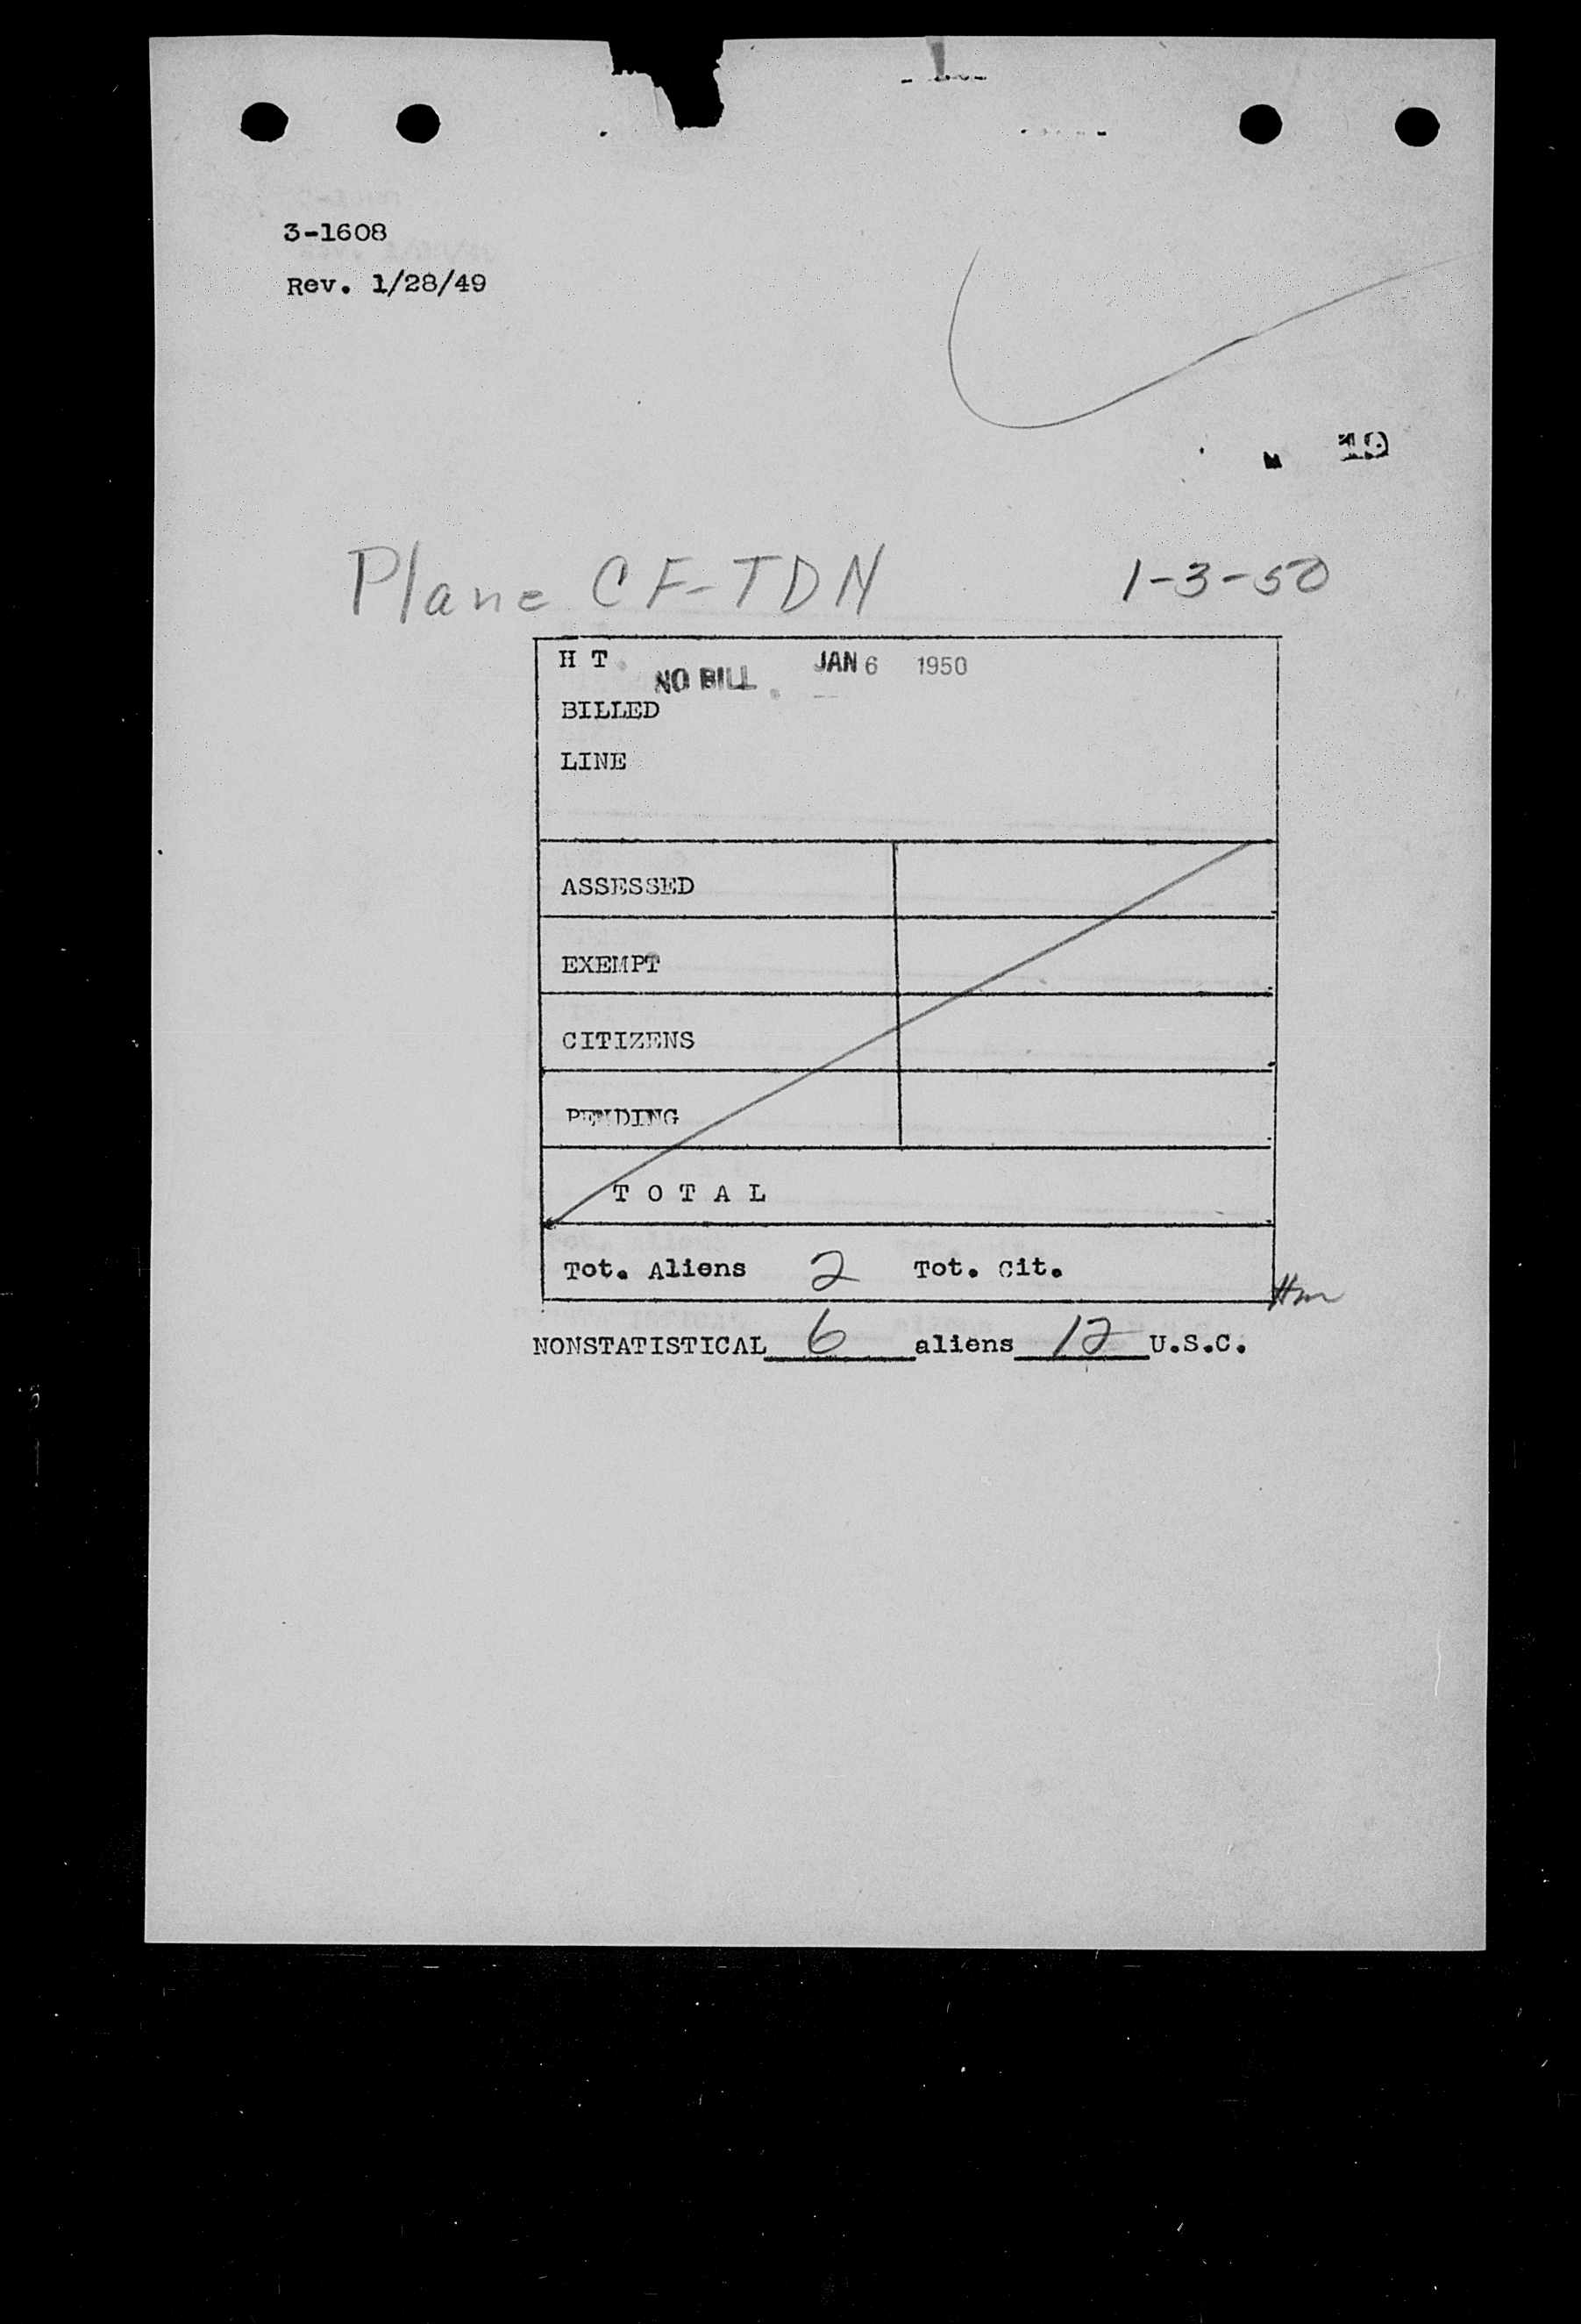 3-1608
Rev. 1/28/49
19
Plane CF-TDN 1-3-50
H T
NO BILL JAN 6 1950
BILLED
LINE
ASSESSED
EXEMPT
CITIZENS
PENDING
T O T A L
Tot. Aliens 2 Tot. Cit.
NONSTATISTICAL 6 aliens 12 U.S.C.